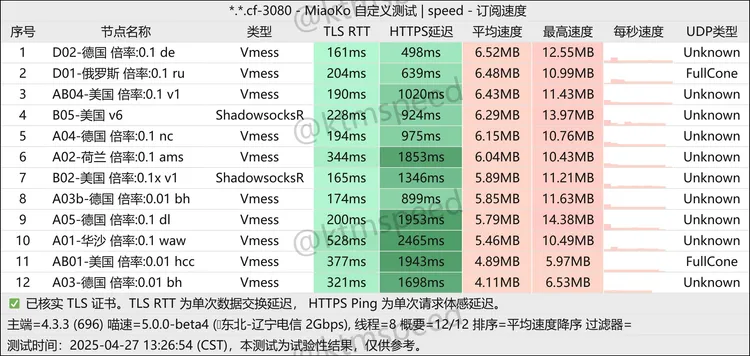 *.*.cf-3080 - MiaoKo 自定义测试 | speed - 订阅速度
序号 节点名称 类型 TLS RTT HTTPS延迟 平均速度 最高速度 每秒速度 UDP类型
1 D02-德国 倍率:0.1 de Vmess 161ms 498ms 6.52MB 12.55MB Unknown
2 D01-俄罗斯 倍率:0.1 ru Vmess 204ms 639ms 6.48MB 10.99MB FullCone
3 AB04-美国 倍率:0.1 v1 Vmess 190ms 1020ms 6.43MB 11.43MB Unknown
4 B05-美国 v6 ShadowsocksR 228ms 924ms 6.29MB 13.97MB Unknown
5 A04-德国 倍率:0.1 nc Vmess 194ms 975ms 6.15MB 10.76MB Unknown
6 A02-荷兰 倍率:0.1 ams Vmess 344ms 1853ms 6.04MB 10.43MB Unknown
7 B02-美国 倍率:0.1x v1 ShadowsocksR 165ms 1346ms 5.89MB 11.21MB Unknown
8 A03b-德国 倍率:0.01 bh Vmess 174ms 899ms 5.85MB 11.63MB Unknown
9 A05-德国 倍率:0.1 dl Vmess 200ms 1953ms 5.79MB 14.38MB Unknown
10 A01-华沙 倍率:0.1 waw Vmess 528ms 2465ms 5.46MB 10.49MB Unknown
11 AB01-美国 倍率:0.01 hcc Vmess 377ms 1943ms 4.89MB 5.97MB FullCone
12 A03-德国 倍率:0.01 bh Vmess 321ms 1698ms 4.11MB 6.53MB Unknown
✅ 已核实 TLS 证书。TLS RTT 为单次数据交换延迟， HTTPS Ping 为单次请求体感延迟。
主端=4.3.3 (696) 喵速=5.0.0-beta4 (东北-辽宁电信 2Gbps), 线程=8 概要=12/12 排序=平均速度降序 过滤器=
测试时间：2025-04-27 13:26:54 (CST)，本测试为试验性结果，仅供参考。
@ktmspeed
@ktmspeed
@ktmspeed